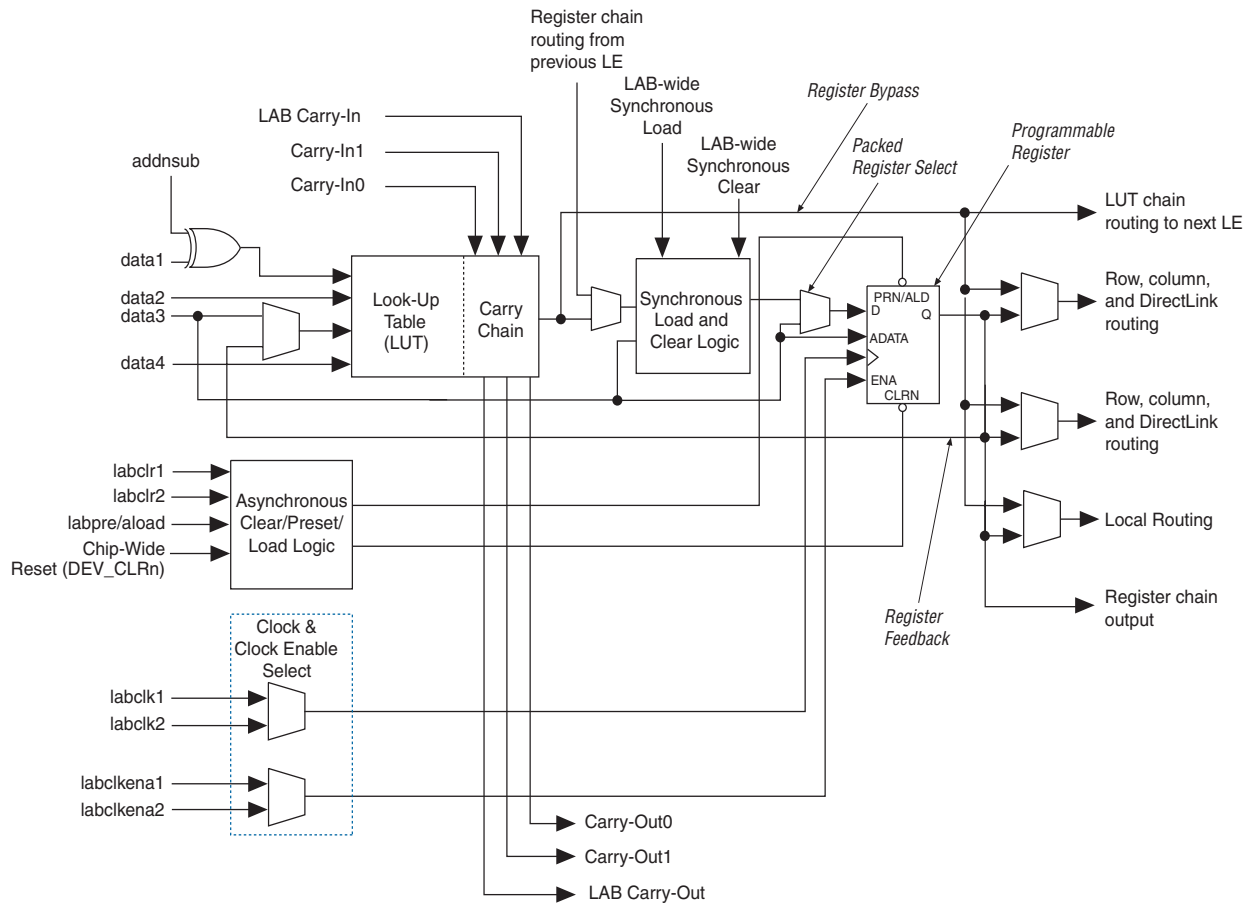 Register chain
routing from
previous LE
LAB-wide
Synchronous
Load
LAB-wide
Synchronous
Clear
Register Bypass
Packed
Register Select
Programmable
Register
LAB Carry-In
Carry-In1
Carry-In0
addnsub
data1
data2
data3
data4
Look-Up
Table
(LUT)
Carry
Chain
Synchronous
Load and
Clear Logic
PRN/ALD
D
Q
ADATA
ENA
CLRN
LUT chain
routing to next LE
Row, column,
and DirectLink
routing
Row, column,
and DirectLink
routing
Local Routing
Register chain
output
Register
Feedback
labclr1
labclr2
labpre/aload
Chip-Wide
Reset (DEV_CLRn)
Asynchronous
Clear/Preset/
Load Logic
Clock &
Clock Enable
Select
labclk1
labclk2
labclkena1
labclkena2
Carry-Out0
Carry-Out1
LAB Carry-Out